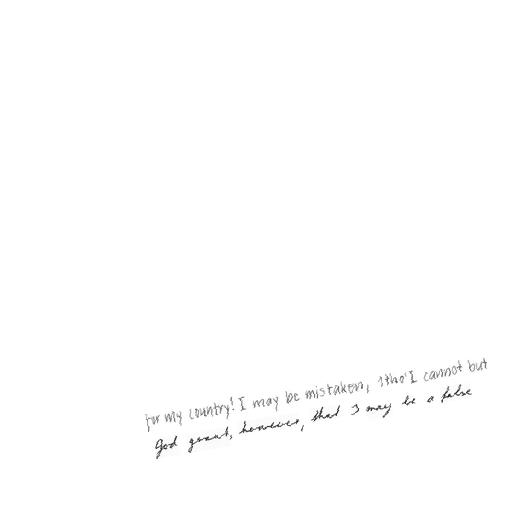 for my country! I may be mistaken, tho' I cannot but
God grant, however, that I may be a false